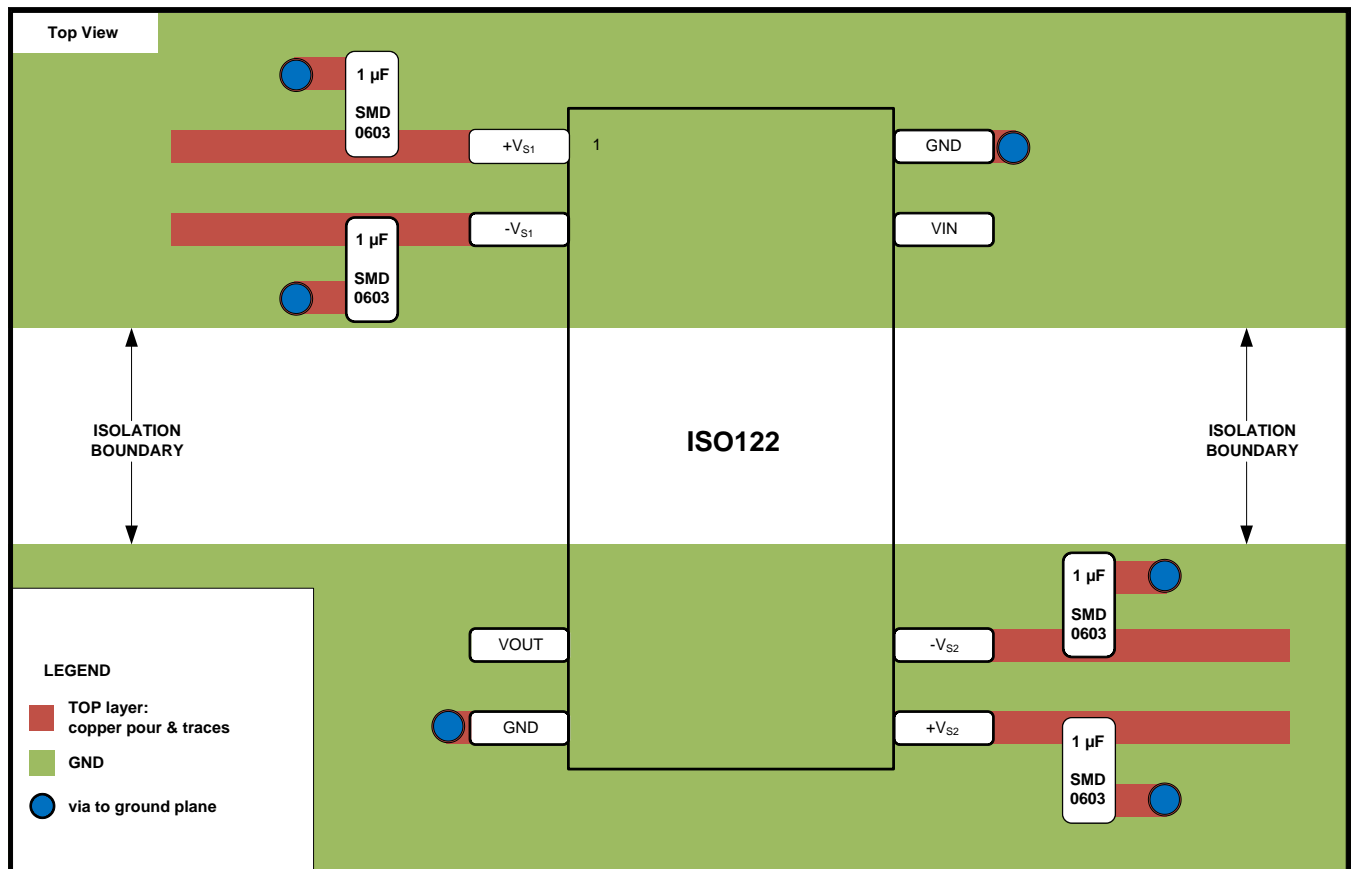 Top View
1 µF
SMD
0603
+VS1
1
GND
-VS1
VIN
1 µF
SMD
0603
ISOLATION
BOUNDARY
ISO122
ISOLATION
BOUNDARY
1 µF
SMD
0603
VOUT
-VS2
GND
+VS2
1 µF
SMD
0603
LEGEND
TOP layer:
copper pour & traces
GND
via to ground plane